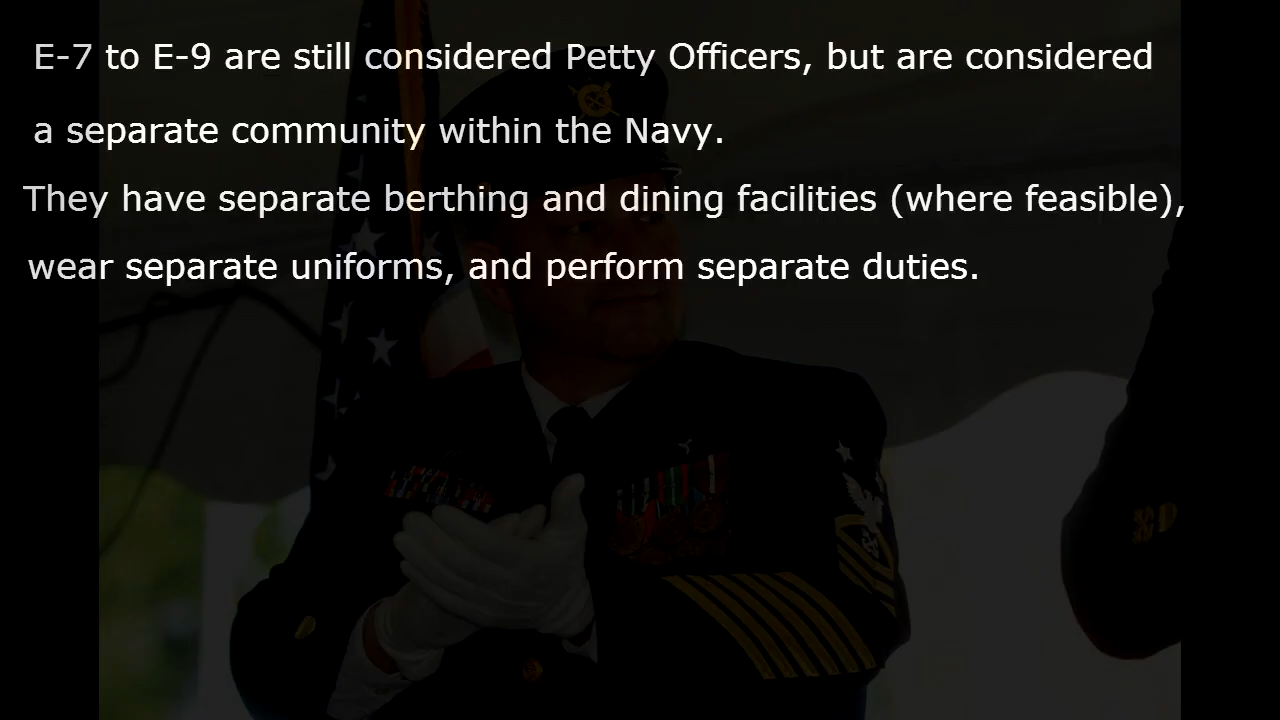 E-7 to E-9 are still considered Petty Officers, but are considered
a separate community within the Navy.
They have separate berthing and dining facilities (where feasible),
wear separate uniforms, and perform separate duties.